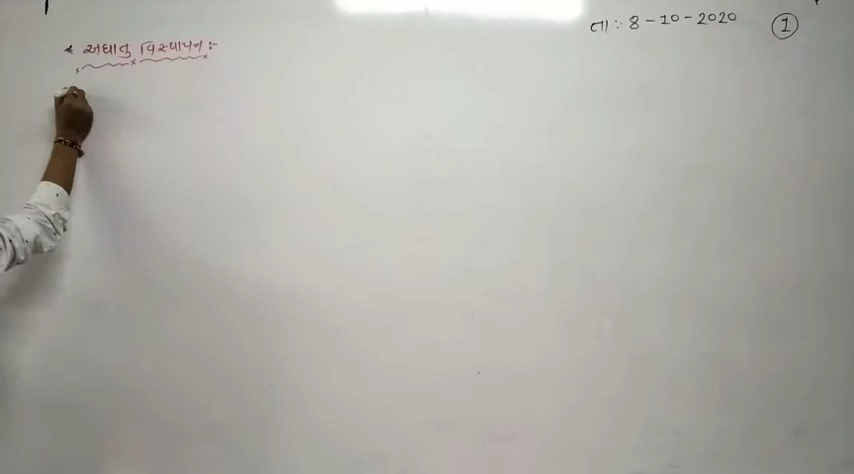 તા :- 8 - 10 - 2020 1
* અધાતુ વિસ્થાપન :-